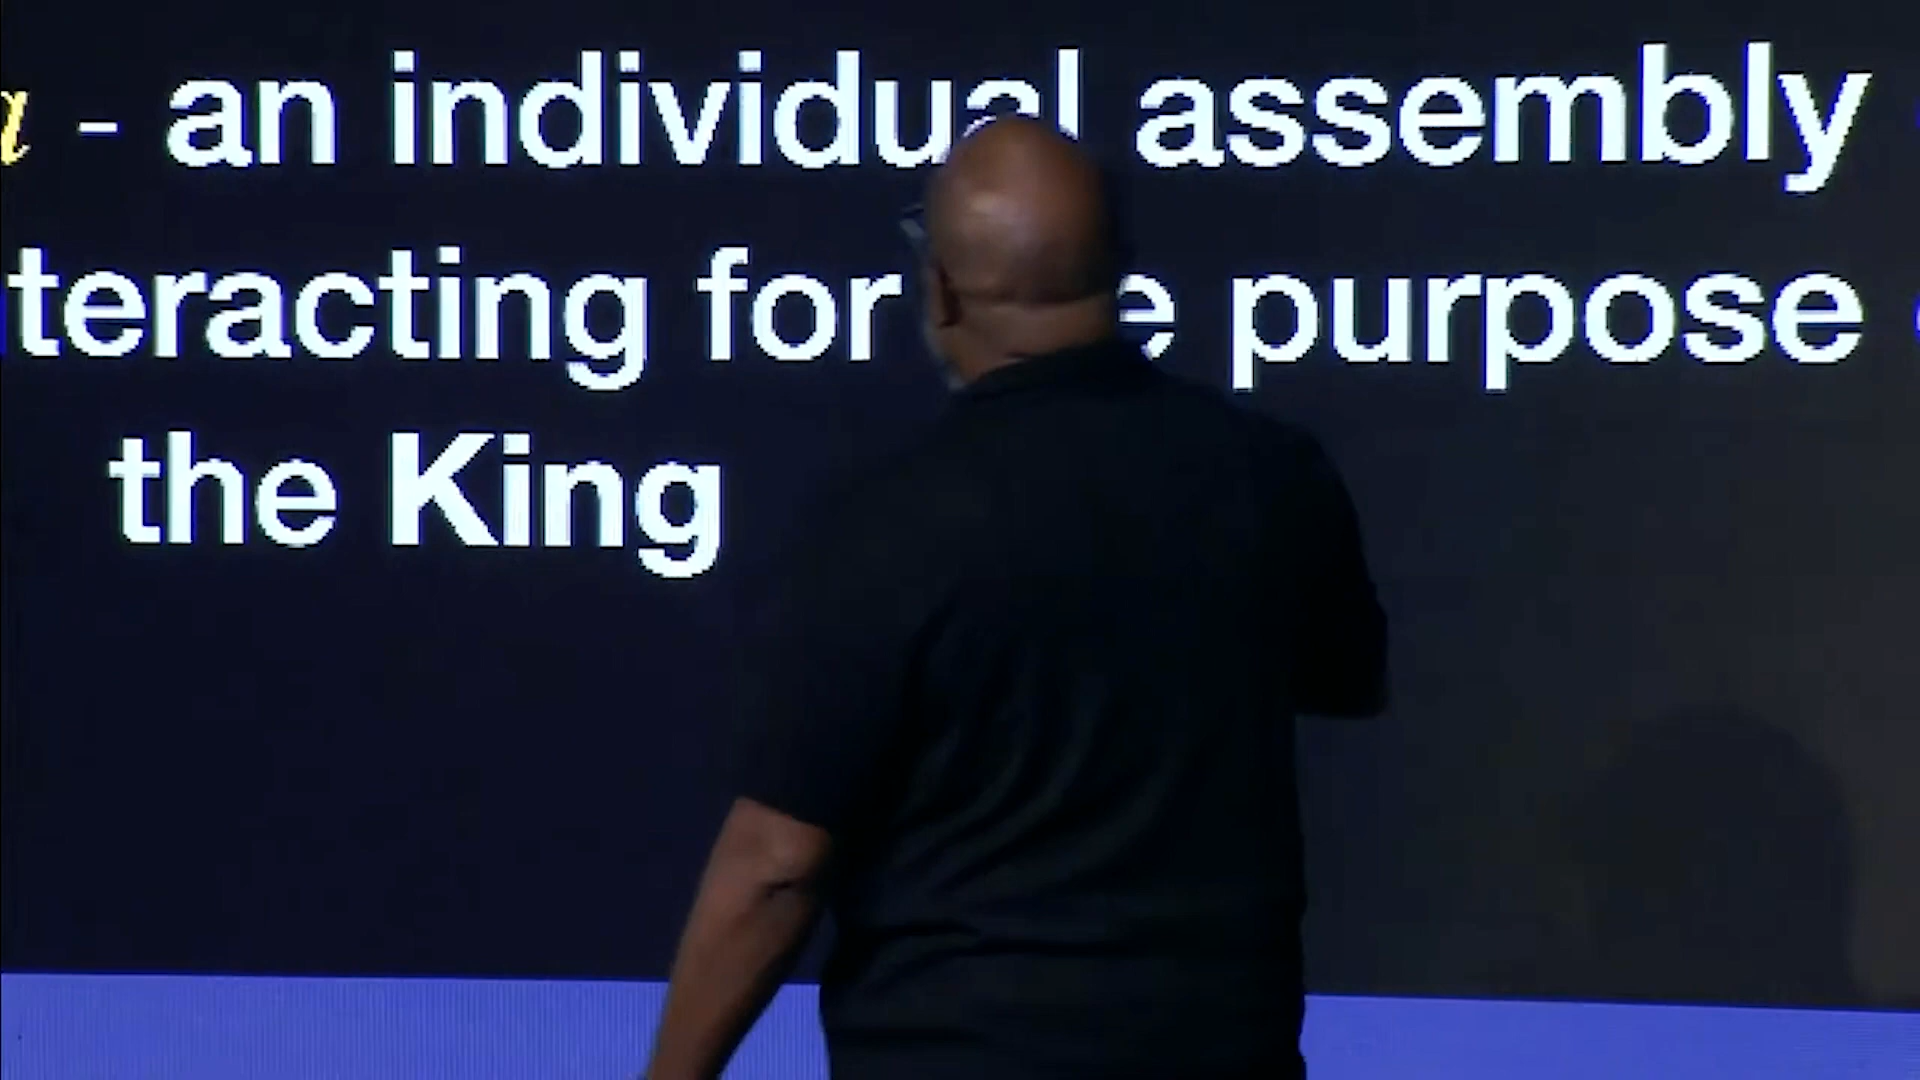 - an individual assembly
teracting for purpose
the King